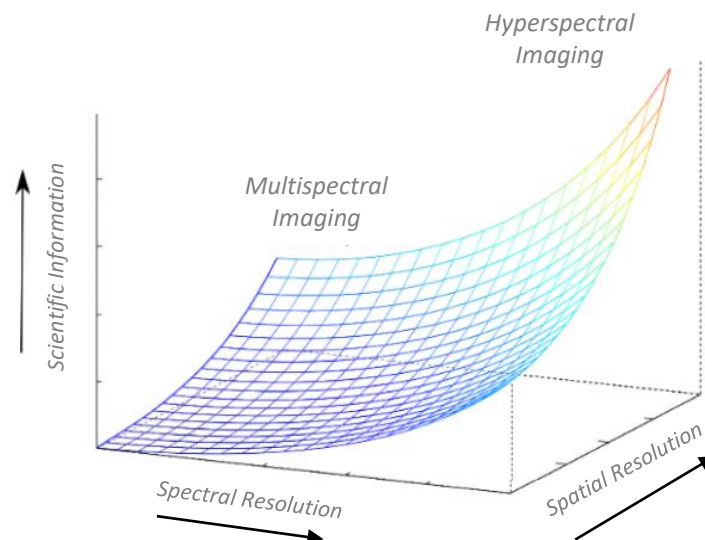 Hyperspectral
Imaging
Multispectral
Imaging
Scientific Information
Spectral Resolution
Spatial Resolution